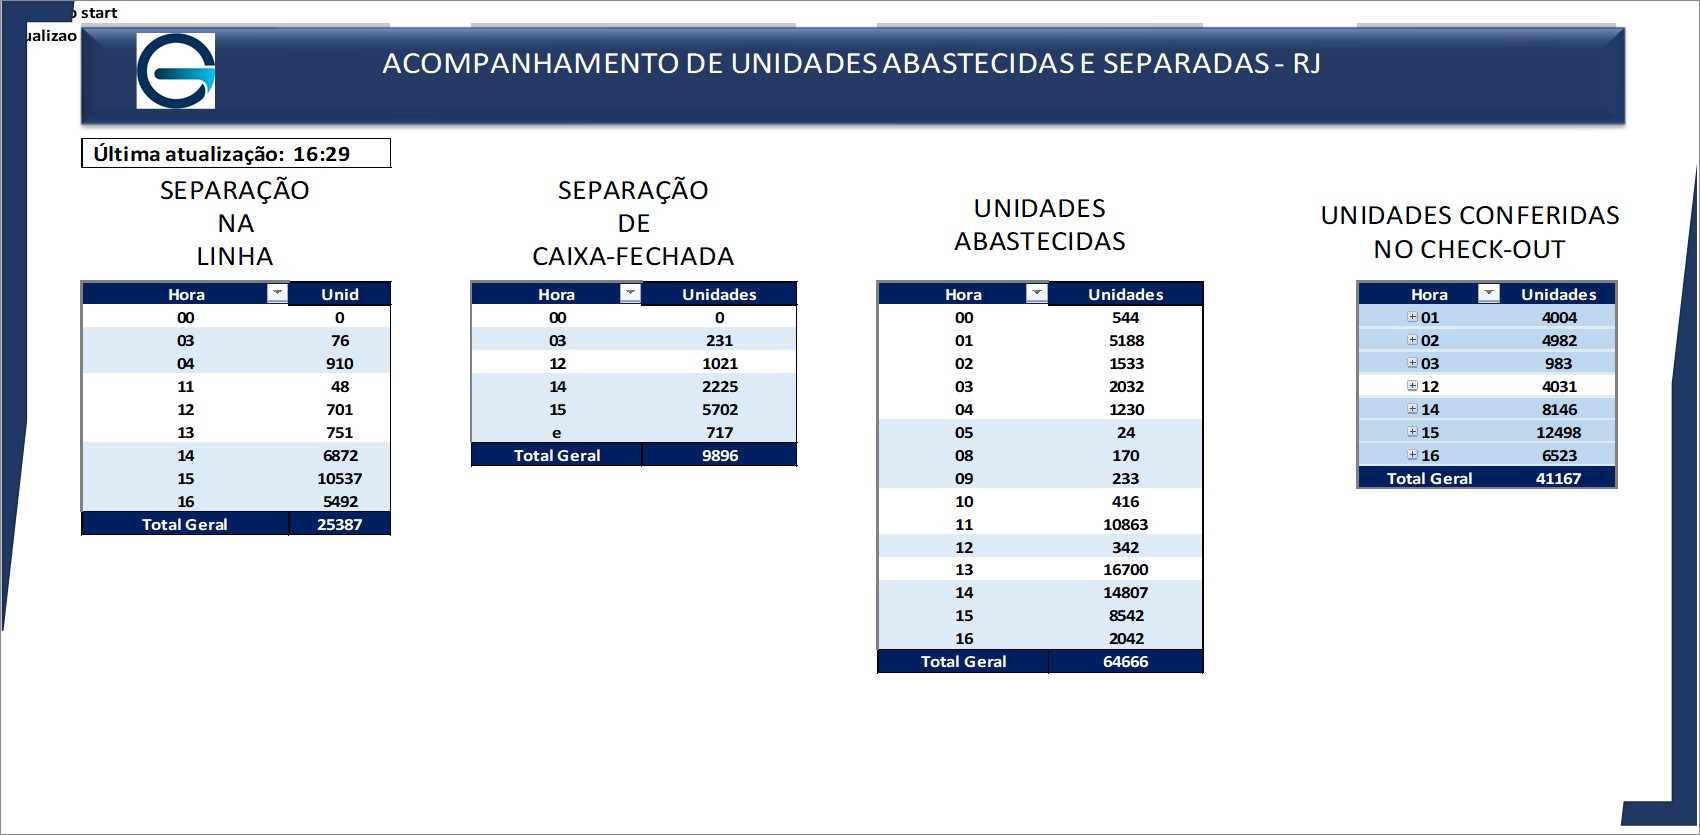 start
ualizao
ACOMPANHAMENTO DE UNIDADES ABASTECIDAS E SEPARADAS - RJ
Última atualização: 16:29
SEPARAÇÃO
NA
LINHA
Hora Unid
00 0
03 76
04 910
11 48
12 701
13 751
14 6872
15 10537
16 5492
Total Geral 25387
SEPARAÇÃO
DE
CAIXA-FECHADA
Hora Unidades
00 0
03 231
12 1021
14 2225
15 5702
e 717
Total Geral 9896
UNIDADES
ABASTECIDAS
Hora Unidades
00 544
01 5188
02 1533
03 2032
04 1230
05 24
08 170
09 233
10 416
11 10863
12 342
13 16700
14 14807
15 8542
16 2042
Total Geral 64666
UNIDADES CONFERIDAS
NO CHECK-OUT
Hora Unidades
01 4004
02 4982
03 983
12 4031
14 8146
15 12498
16 6523
Total Geral 41167